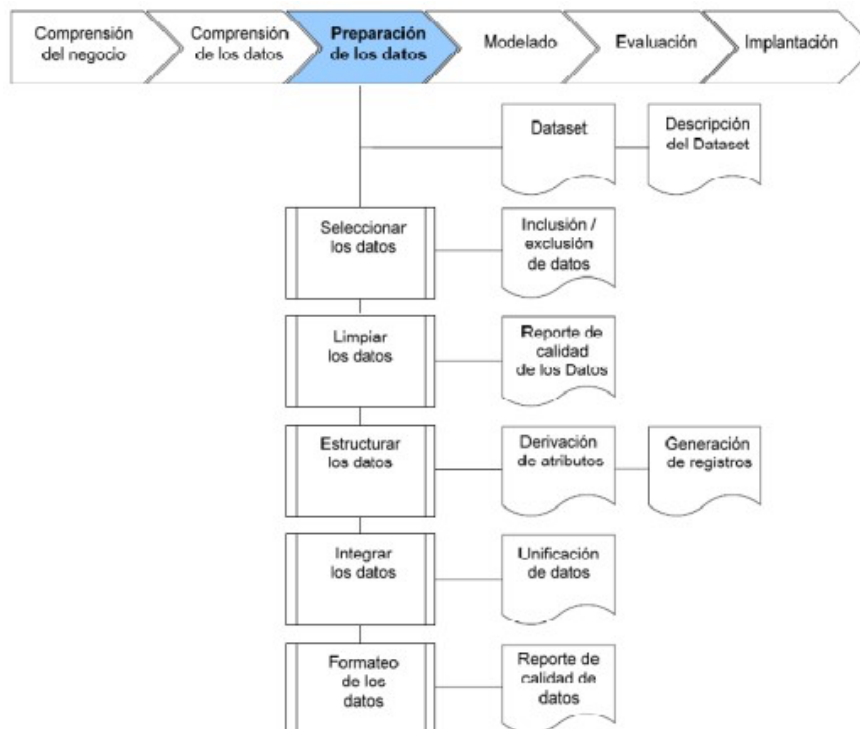 Comprensión
del negocio
Comprensión
de los datos
Preparación
de los datos
Modelado
Evaluación
Implantación
Dataset
Descripción
del Dataset
Seleccionar
los datos
Inclusión /
exclusión
de datos
Limpiar
los datos
Reporte de
calidad
de los Datos
Estructurar
los datos
Derivación
de atributos
Generación
de registros
Integrar
los datos
Unificación
de datos
Formateo
de los
datos
Reporte de
calidad de
datos